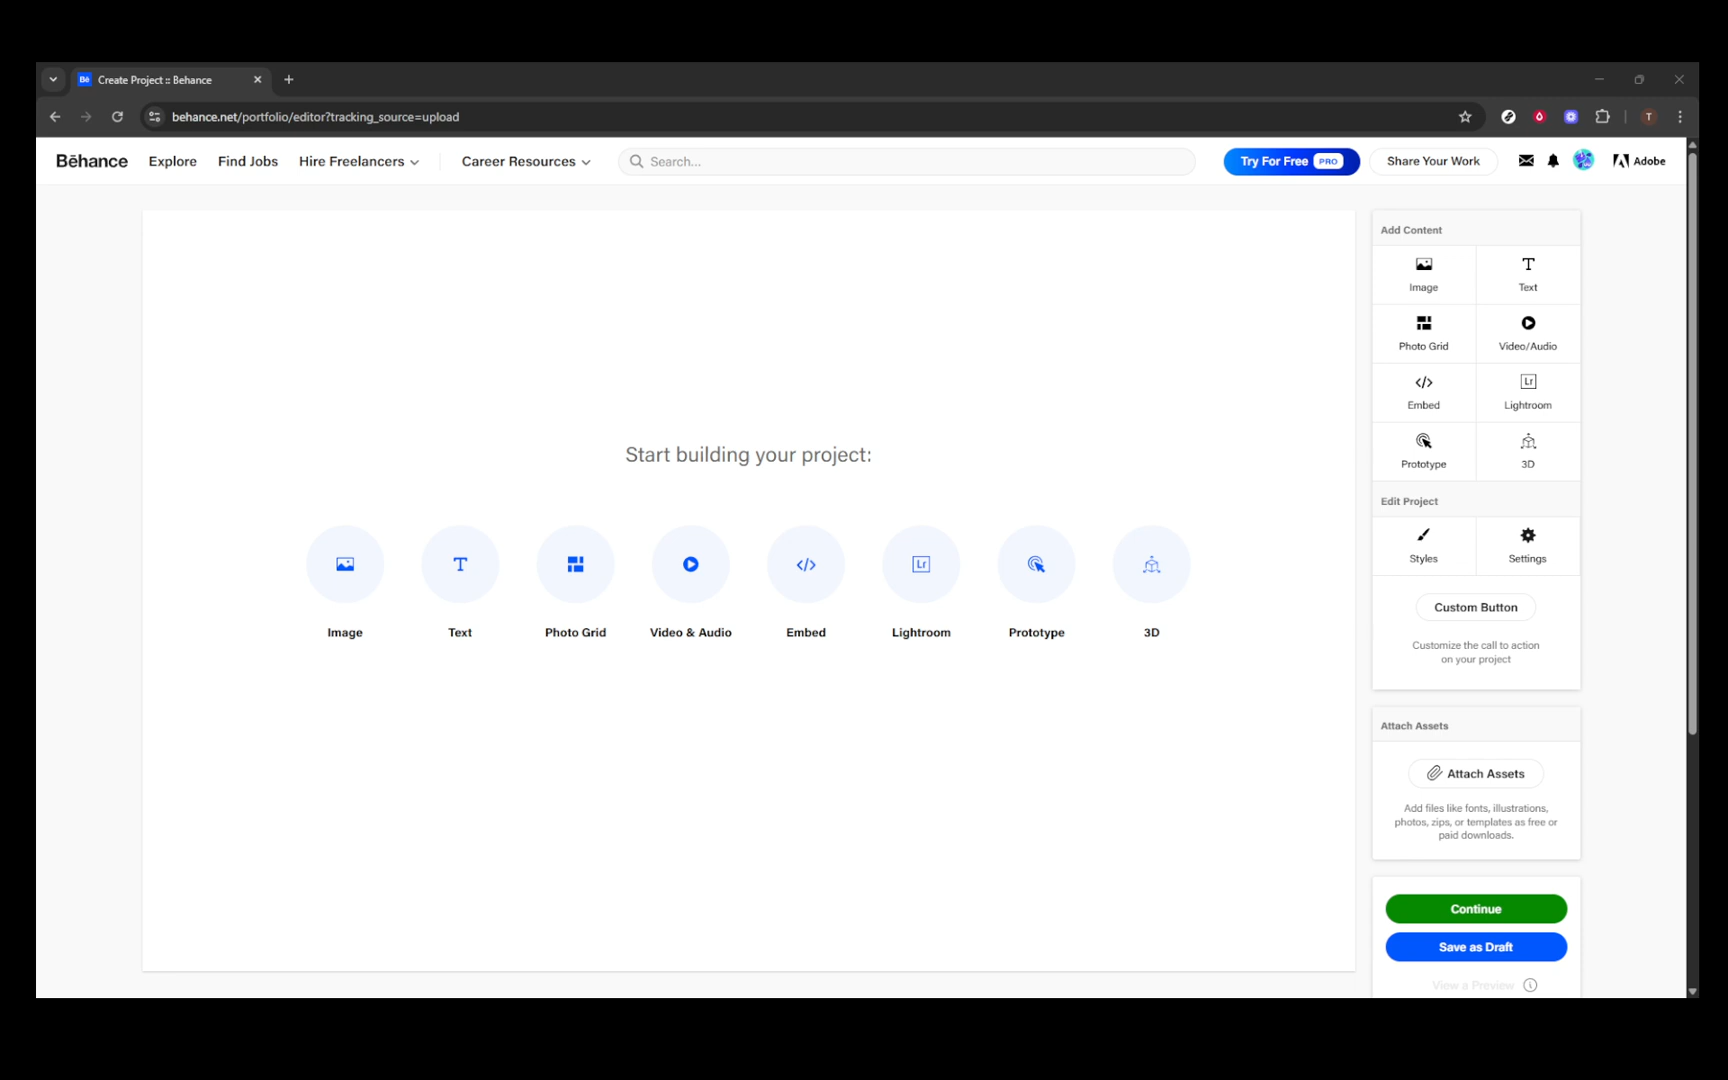 Bē Create Project :: Behance
behance.net/portfolio/editor?tracking_source=upload
T
Bēhance Explore Find Jobs Hire Freelancers Career Resources Search... Try For Free PRO Share Your Work Adobe
Start building your project:
Lr
Image Text Photo Grid Video & Audio Embed Lightroom Prototype 3D
Add Content
Image Text
Photo Grid Video/Audio
Lr
Embed Lightroom
Prototype 3D
Edit Project
Styles Settings
Custom Button
Customize the call to action
on your project
Attach Assets
Attach Assets
Add files like fonts, illustrations,
photos, zips, or templates as free or
paid downloads.
Continue
Save as Draft
View a Preview